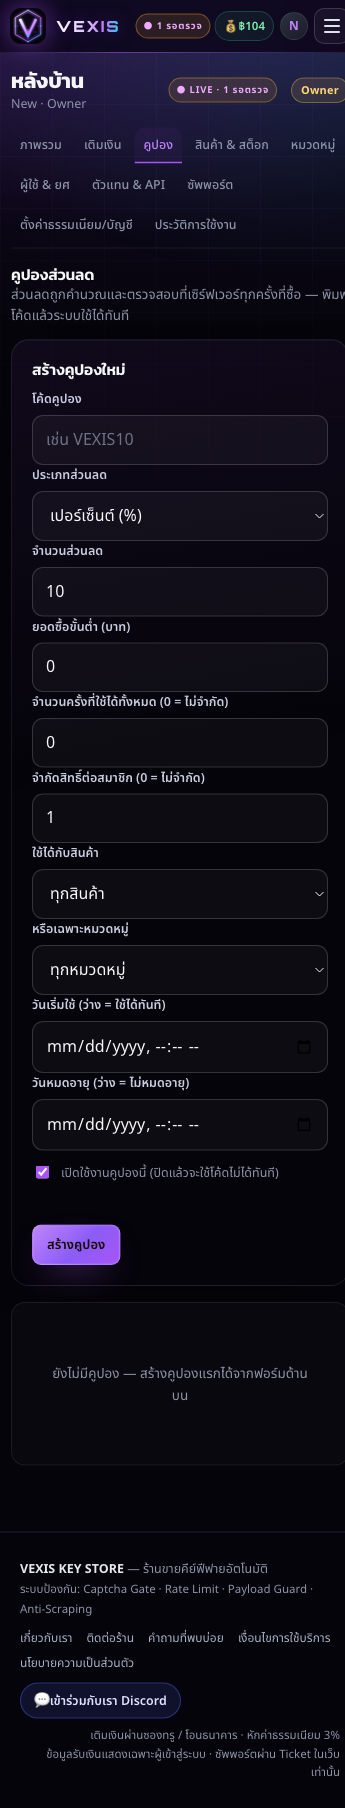 VEXIS
1 รอตรวจ
💰฿104
N
หลังบ้าน
New · Owner
LIVE · 1 รอตรวจ
Owner
ภาพรวม
เติมเงิน
คูปอง
สินค้า & สต็อก
หมวดหมู่
ผู้ใช้ & ยศ
ตัวแทน & API
ซัพพอร์ต
ตั้งค่าธรรมเนียม/บัญชี
ประวัติการใช้งาน
คูปองส่วนลด
ส่วนลดถูกคำนวณและตรวจสอบที่เซิร์ฟเวอร์ทุกครั้งที่ซื้อ — พิมพ
โค้ดแล้วระบบใช้ได้ทันที
สร้างคูปองใหม่
โค้ดคูปอง
เช่น VEXIS10
ประเภทส่วนลด
เปอร์เซ็นต์ (%)
จำนวนส่วนลด
10
ยอดซื้อขั้นต่ำ (บาท)
0
จำนวนครั้งที่ใช้ได้ทั้งหมด (0 = ไม่จำกัด)
0
จำกัดสิทธิ์ต่อสมาชิก (0 = ไม่จำกัด)
1
ใช้ได้กับสินค้า
ทุกสินค้า
หรือเฉพาะหมวดหมู่
ทุกหมวดหมู่
วันเริ่มใช้ (ว่าง = ใช้ได้ทันที)
mm/dd/yyyy, --:-- --
วันหมดอายุ (ว่าง = ไม่หมดอายุ)
mm/dd/yyyy, --:-- --
เปิดใช้งานคูปองนี้ (ปิดแล้วจะใช้โค้ดไม่ได้ทันที)
สร้างคูปอง
ยังไม่มีคูปอง — สร้างคูปองแรกได้จากฟอร์มด้าน
บน
VEXIS KEY STORE — ร้านขายคีย์ฟีฟายอัตโนมัติ
ระบบป้องกัน: Captcha Gate · Rate Limit · Payload Guard ·
Anti-Scraping
เกี่ยวกับเรา
ติดต่อร้าน
คำถามที่พบบ่อย
เงื่อนไขการใช้บริการ
นโยบายความเป็นส่วนตัว
💬เข้าร่วมกับเรา Discord
เติมเงินผ่านซองทรู / โอนธนาคาร · หักค่าธรรมเนียม 3%
ข้อมูลรับเงินแสดงเฉพาะผู้เข้าสู่ระบบ · ซัพพอร์ตผ่าน Ticket ในเว็บ
เท่านั้น